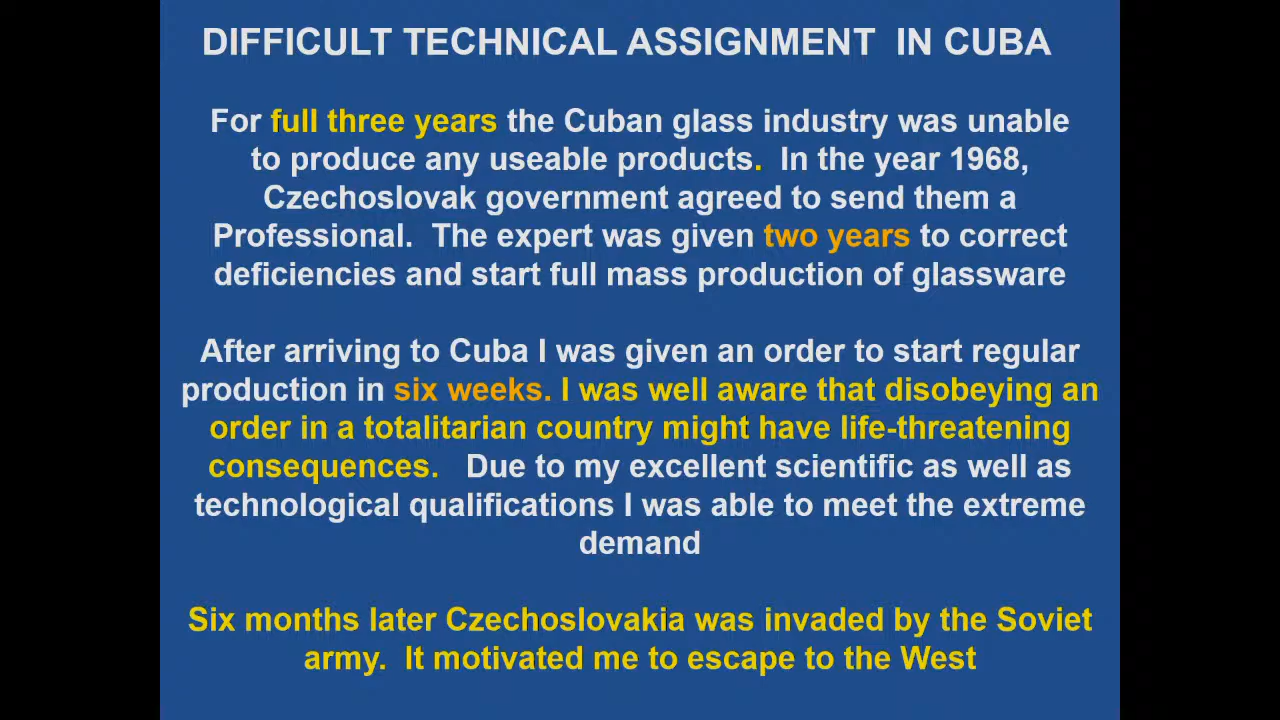 DIFFICULT TECHNICAL ASSIGNMENT IN CUBA
For full three years the Cuban glass industry was unable
to produce any useable products. In the year 1968,
Czechoslovak government agreed to send them a
Professional. The expert was given two years to correct
deficiencies and start full mass production of glassware
After arriving to Cuba I was given an order to start regular
production in six weeks. I was well aware that disobeying an
order in a totalitarian country might have life-threatening
consequences. Due to my excellent scientific as well as
technological qualifications I was able to meet the extreme
demand
Six months later Czechoslovakia was invaded by the Soviet
army. It motivated me to escape to the West